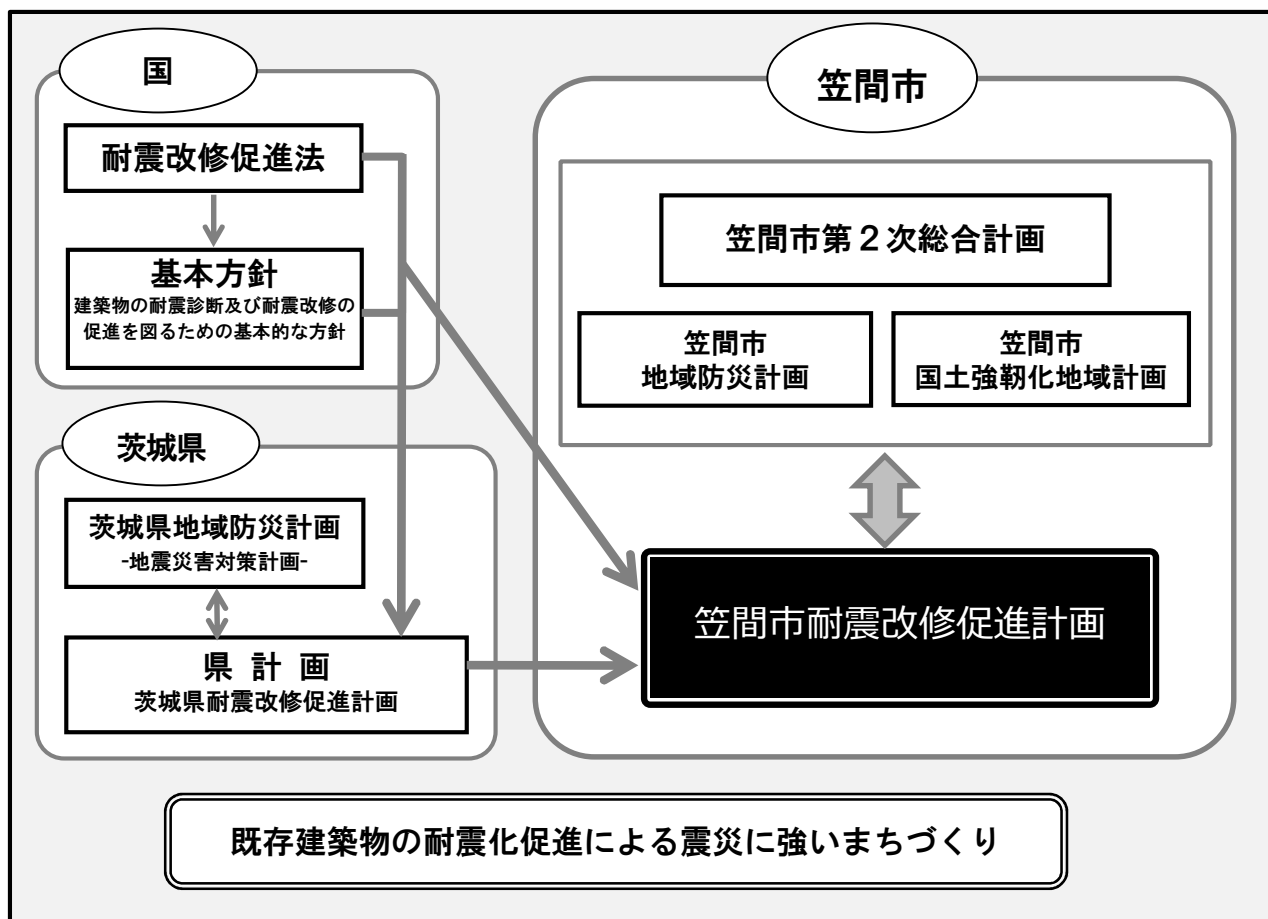 国
耐震改修促進法
基本方針
建築物の耐震診断及び耐震改修の
促進を図るための基本的な方針
茨城県
茨城県地域防災計画
-地震災害対策計画-
県 計 画
茨城県耐震改修促進計画
笠間市
笠間市第２次総合計画
笠間市
地域防災計画
笠間市
国土強靭化地域計画
笠間市耐震改修促進計画
既存建築物の耐震化促進による震災に強いまちづくり